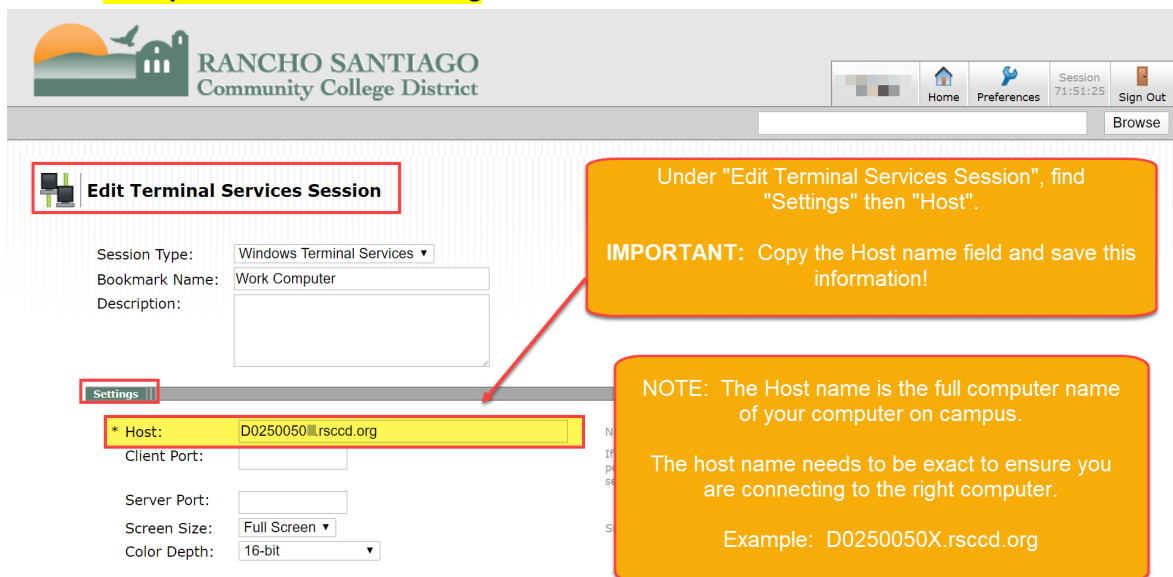 RANCHO SANTIAGO
Community College District
Home
Preferences
Session
71:51:25
Sign Out
Browse
Edit Terminal Services Session
Under "Edit Terminal Services Session", find
"Settings" then "Host".
IMPORTANT: Copy the Host name field and save this
information!
Session Type:
Windows Terminal Services
Bookmark Name:
Work Computer
Description:
Settings
NOTE: The Host name is the full computer name
of your computer on campus.
The host name needs to be exact to ensure you
are connecting to the right computer.
Example: D0250050X.rsccd.org
* Host:
D0250050 .rsccd.org
Client Port:
Server Port:
Screen Size:
Full Screen
Color Depth:
16-bit